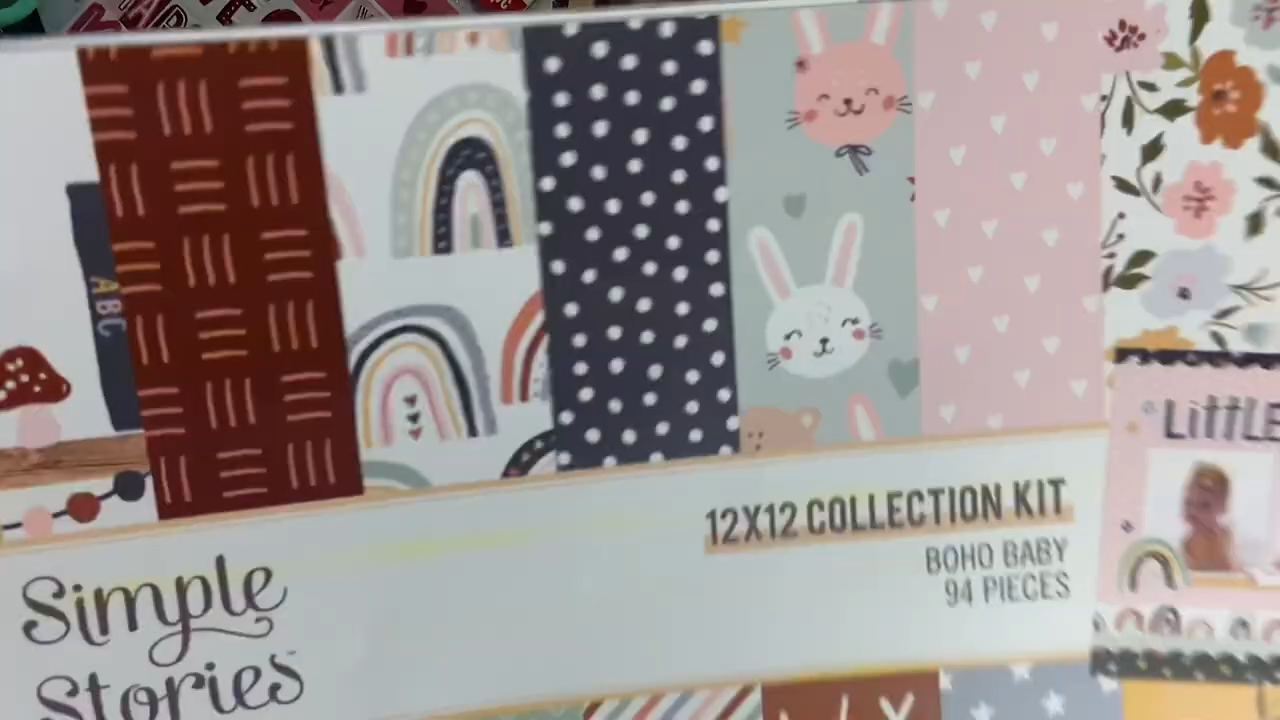 ABC
LiTTLE
12X12 COLLECTION KIT
BOHO BABY
94 PIECES
Simple
Stories